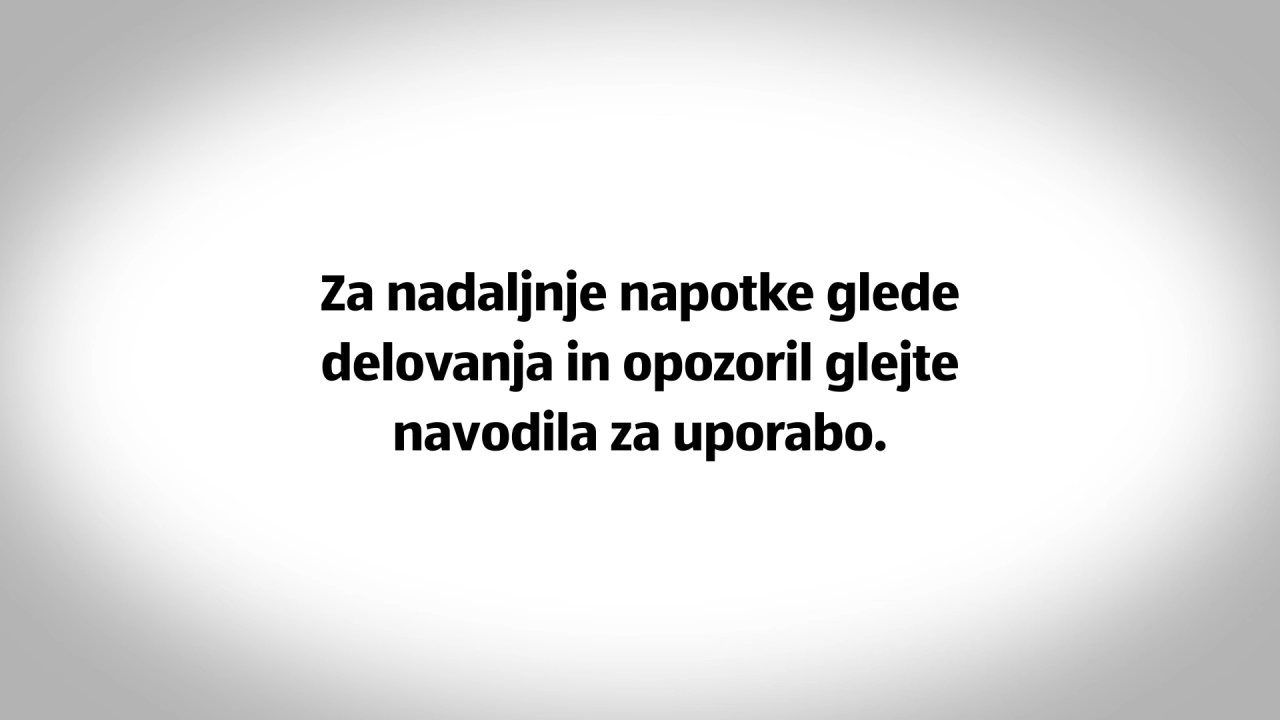 Za nadaljnje napotke glede
delovanja in opozoril glejte
navodila za uporabo.